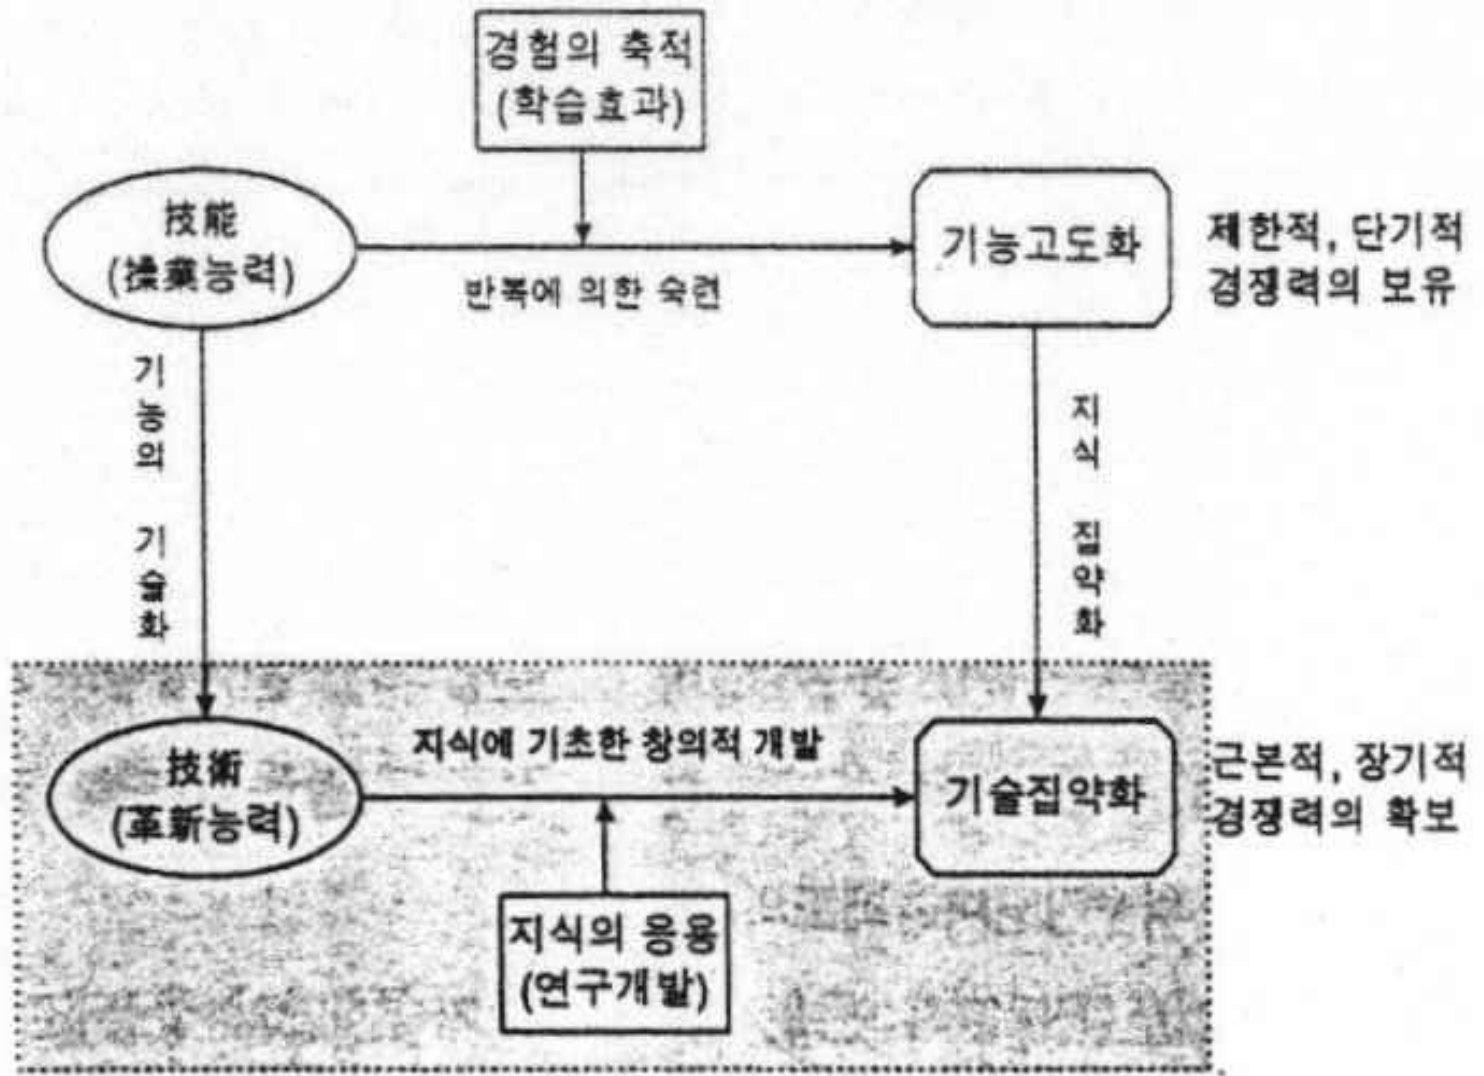 경험의 축적
(학습효과)
技能
(操業능력)
반복에 의한 숙련
기능고도화
제한적, 단기적
경쟁력의 보유
기능의 기술화
지식 집약화
技術
(革新능력)
지식에 기초한 창의적 개발
기술집약화
근본적, 장기적
경쟁력의 확보
지식의 응용
(연구개발)